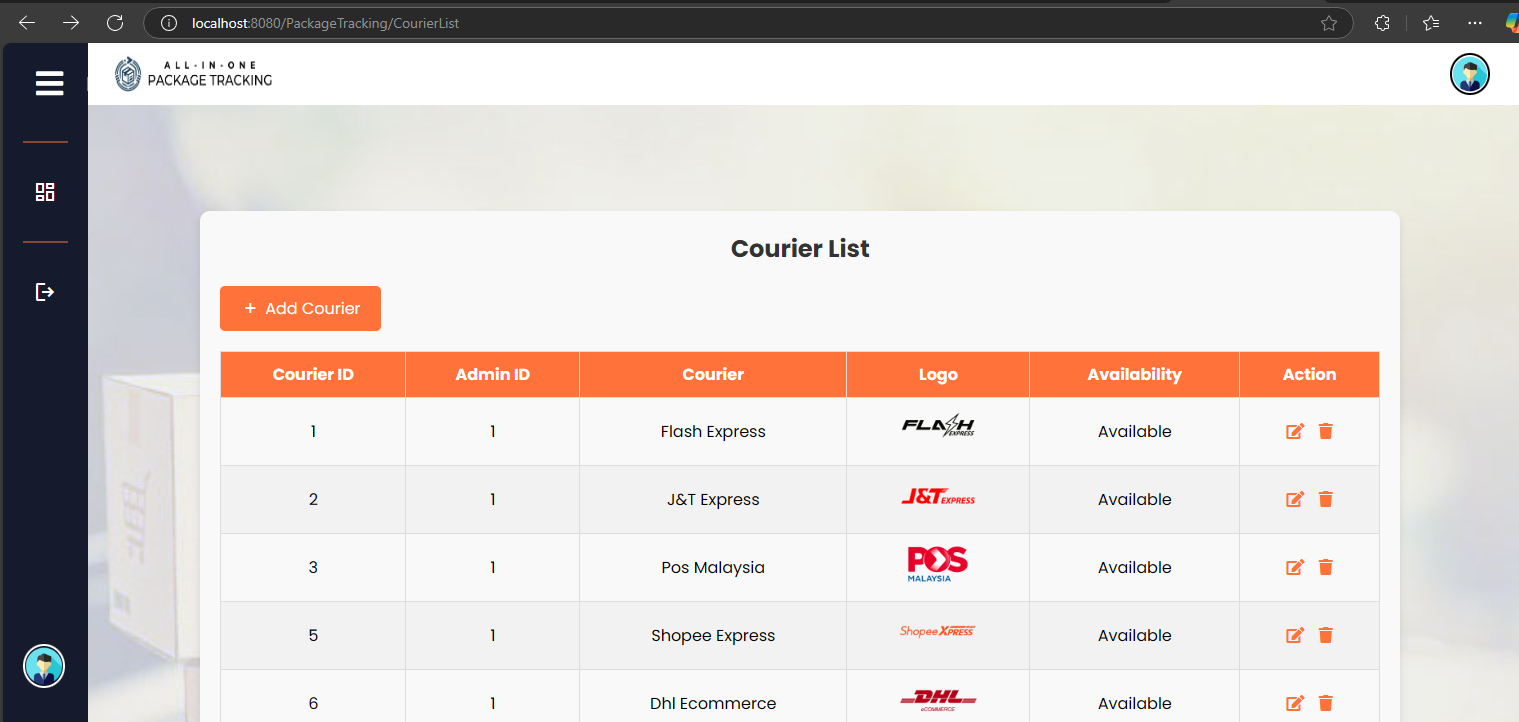 localhost:8080/PackageTracking/CourierList
ALL-IN-ONE
PACKAGE TRACKING
Courier List
+ Add Courier
Courier ID Admin ID Courier Logo Availability Action
1 1 Flash Express FLASH EXPRESS Available
2 1 J&T Express J&T EXPRESS Available
3 1 Pos Malaysia POS MALAYSIA Available
5 1 Shopee Express Shopee XPRESS Available
6 1 Dhl Ecommerce DHL eCOMMERCE Available